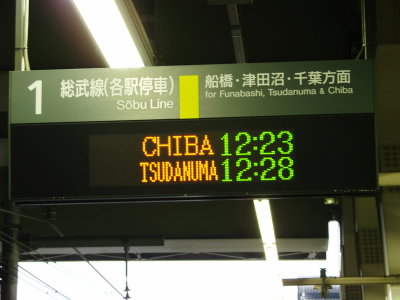 1 総武線(各駅停車) 船橋・津田沼・千葉方面
Sōbu Line for Funabashi, Tsudanuma & Chiba
CHIBA 12:23
TSUDANUMA 12:28